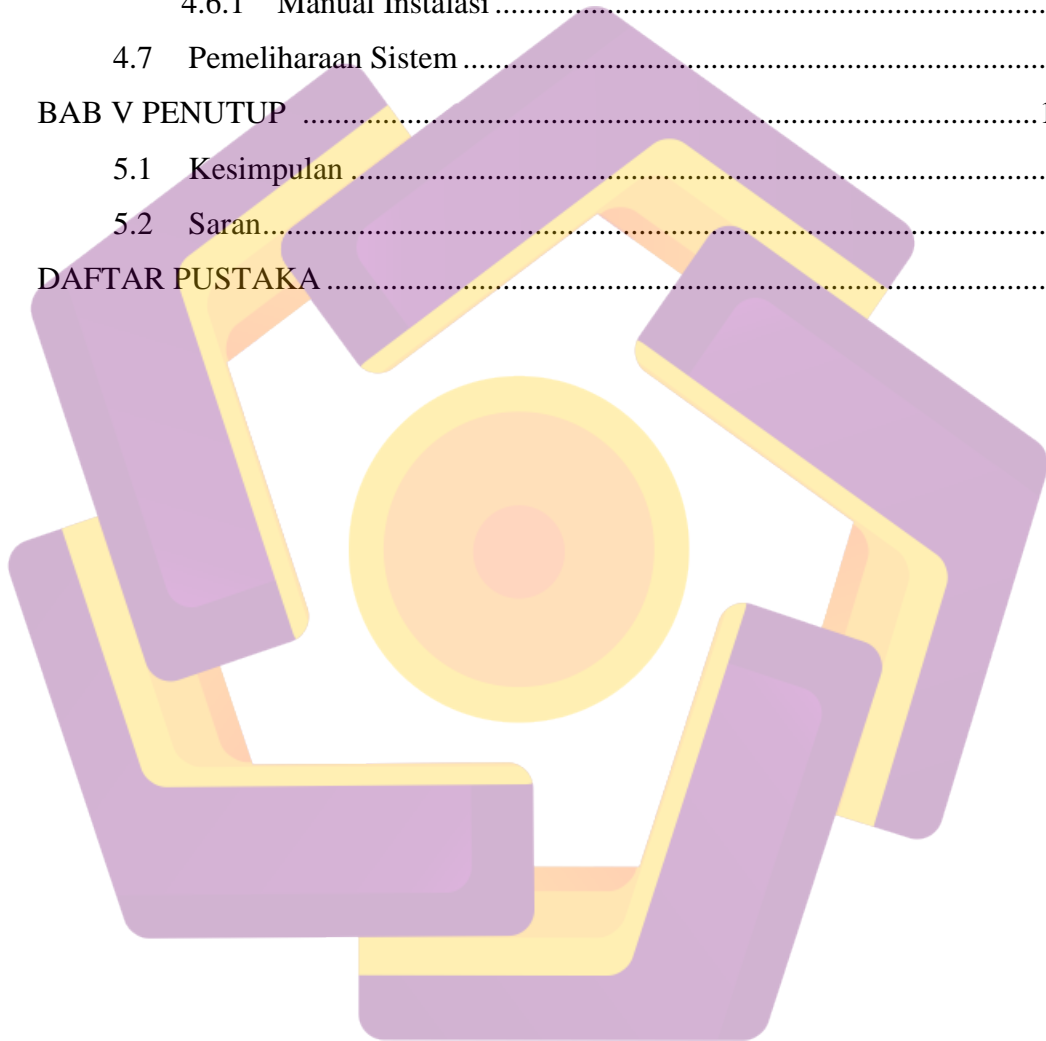 4.6.1 Manual Instalasi ........................................................................
4.7 Pemeliharaan Sistem ........................................................................
BAB V PENUTUP ........................................................................1
5.1 Kesimpulan ........................................................................
5.2 Saran........................................................................
DAFTAR PUSTAKA ........................................................................